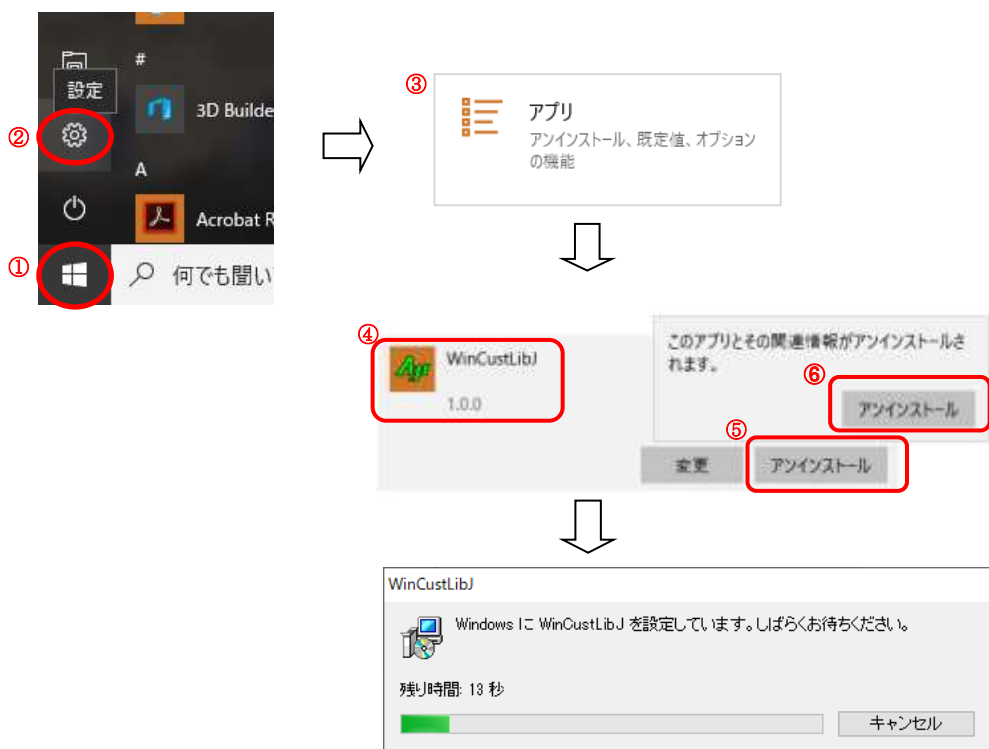 #
設定
②
3D Builde
A
Acrobat R
①
何でも聞い
③
アプリ
アンインストール、既定値、オプション
の機能
④
WinCustLibJ
1.0.0
このアプリとその関連情報がアンインストールさ
れます。
⑥
アンインストール
⑤
変更
アンインストール
WinCustLibJ
Windows に WinCustLibJ を設定しています。しばらくお待ちください。
残り時間: 13 秒
キャンセル